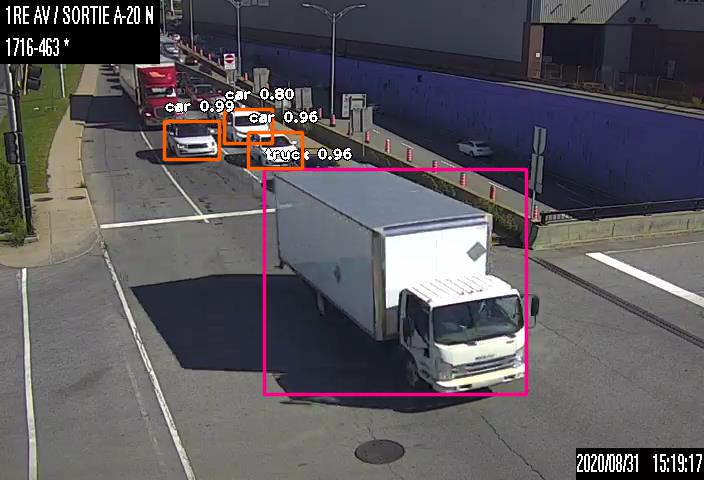 1RE AV / SORTIE A-20 N
1716-463 *
car 0.80
car 0.99
car 0.96
truck 0.96
2020/08/31 15:19:17